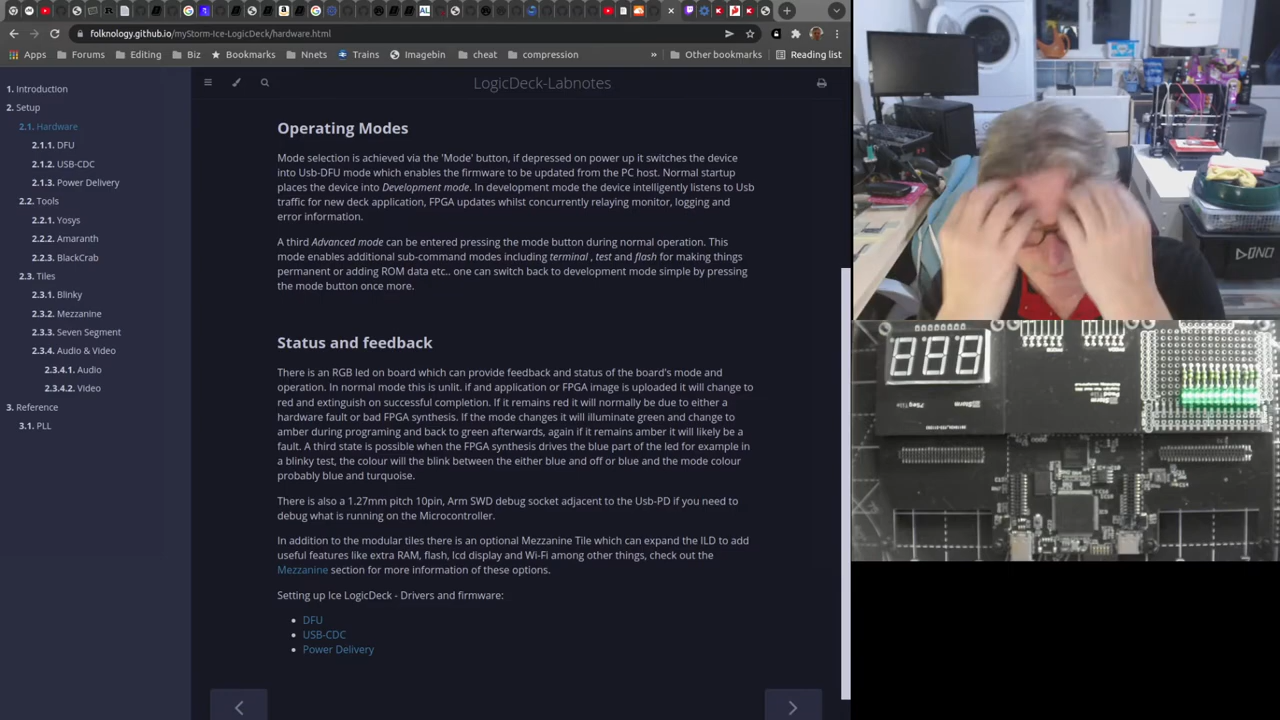 folknology.github.io/myStorm-Ice-LogicDeck/hardware.html
Apps Forums Editing Biz Bookmarks Nnets Trains Imagebin cheat compression » Other bookmarks Reading list
1. Introduction
2. Setup
2.1. Hardware
2.1.1. DFU
2.1.2. USB-CDC
2.1.3. Power Delivery
2.2. Tools
2.2.1. Yosys
2.2.2. Amaranth
2.2.3. BlackCrab
2.3. Tiles
2.3.1. Blinky
2.3.2. Mezzanine
2.3.3. Seven Segment
2.3.4. Audio & Video
2.3.4.1. Audio
2.3.4.2. Video
3. Reference
3.1. PLL
LogicDeck-Labnotes
Operating Modes
Mode selection is achieved via the 'Mode' button, if depressed on power up it switches the device
into Usb-DFU mode which enables the firmware to be updated from the PC host. Normal startup
places the device into Development mode. In development mode the device intelligently listens to Usb
traffic for new deck application, FPGA updates whilst concurrently relaying monitor, logging and
error information.
A third Advanced mode can be entered pressing the mode button during normal operation. This
mode enables additional sub-command modes including terminal , test and flash for making things
permanent or adding ROM data etc.. one can switch back to development mode simple by pressing
the mode button once more.
Status and feedback
There is an RGB led on board which can provide feedback and status of the board's mode and
operation. In normal mode this is unlit. if and application or FPGA image is uploaded it will change to
red and extinguish on successful completion. If it remains red it will normally be due to either a
hardware fault or bad FPGA synthesis. If the mode changes it will illuminate green and change to
amber during programing and back to green afterwards, again if it remains amber it will likely be a
fault. A third state is possible when the FPGA synthesis drives the blue part of the led for example in
a blinky test, the colour will the blink between the either blue and off or blue and the mode colour
probably blue and turquoise.
There is also a 1.27mm pitch 10pin, Arm SWD debug socket adjacent to the Usb-PD if you need to
debug what is running on the Microcontroller.
In addition to the modular tiles there is an optional Mezzanine Tile which can expand the ILD to add
useful features like extra RAM, flash, lcd display and Wi-Fi among other things, check out the
Mezzanine section for more information of these options.
Setting up Ice LogicDeck - Drivers and firmware:
• DFU
• USB-CDC
• Power Delivery